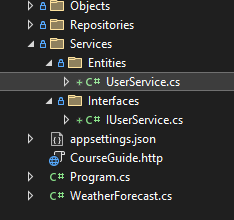 Objects
Repositories
Services
Entities
+ C# UserService.cs
Interfaces
+ C# IUserService.cs
appsettings.json
CourseGuide.http
C# Program.cs
C# WeatherForecast.cs